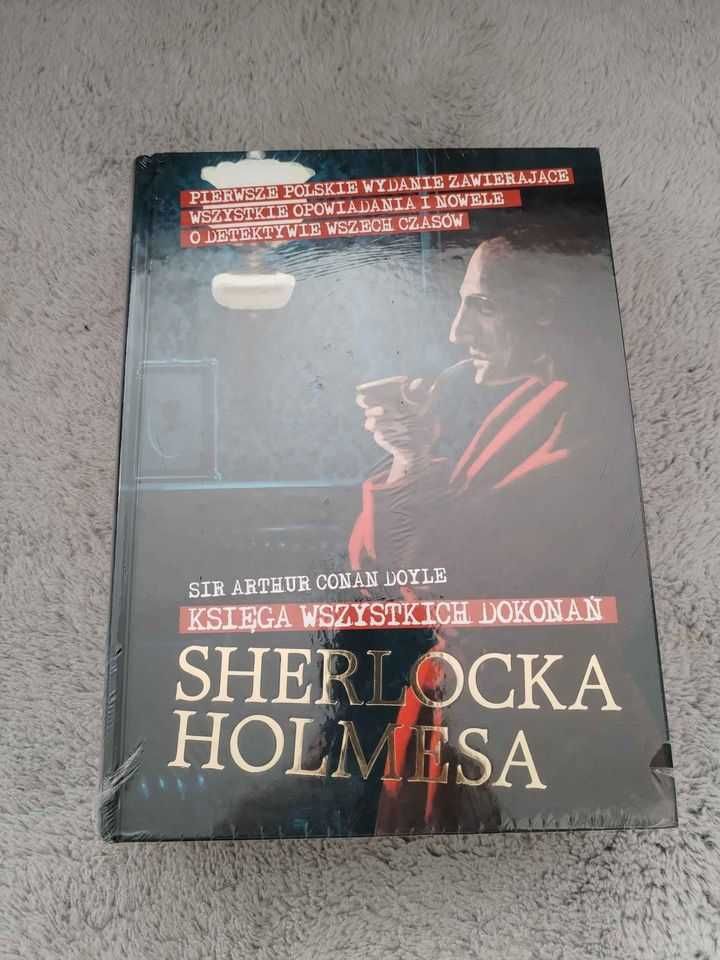 PIERWSZE POLSKIE WYDANIE ZAWIERAJĄCE
WSZYSTKIE OPOWIADANIA I NOWELE
O DETEKTYWIE WSZECH CZASÓW
SIR ARTHUR CONAN DOYLE
KSIĘGA WSZYSTKICH DOKONAŃ
SHERLOCKA
HOLMESA